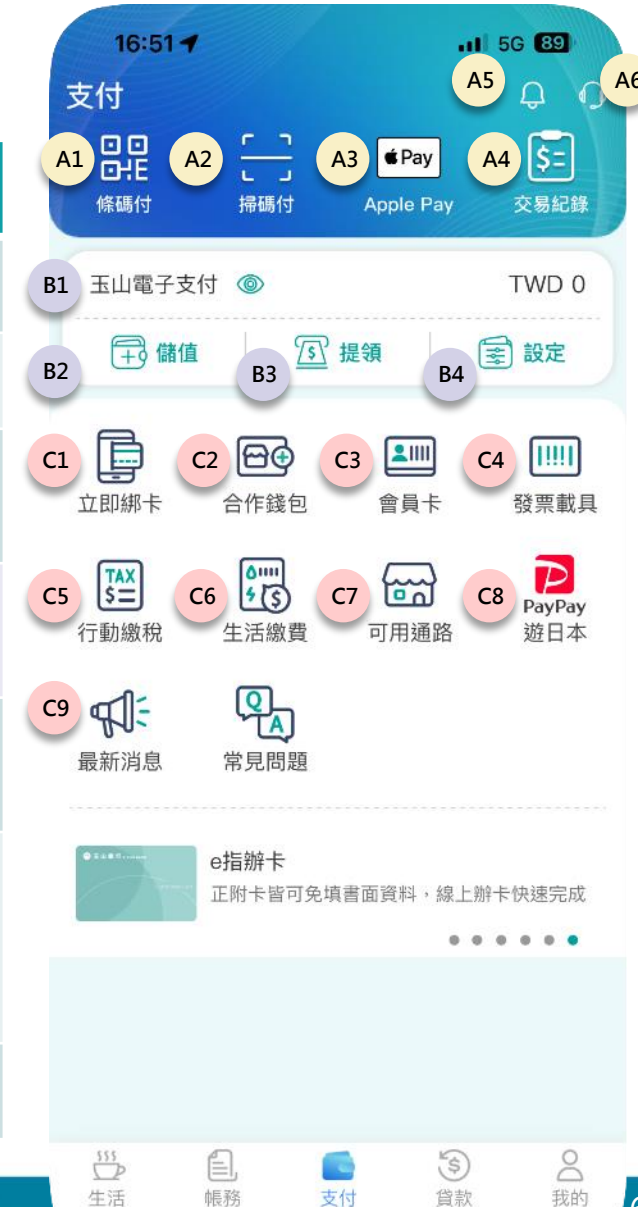 16:51 5G 89
支付 A5 A6
A1 A2 A3 Pay A4
條碼付 掃碼付 Apple Pay 交易紀錄
B1 玉山電子支付 TWD 0
B2 儲值 B3 提領 B4 設定
C1 C2 C3 C4
立即綁卡 合作錢包 會員卡 發票載具
C5 TAX C6 C7 C8 PayPay
行動繳稅 生活繳費 可用通路 遊日本
C9 Q A
最新消息 常見問題
e指辦卡
正附卡皆可免填書面資料，線上辦卡快速完成
生活 帳務 支付 貸款 我的